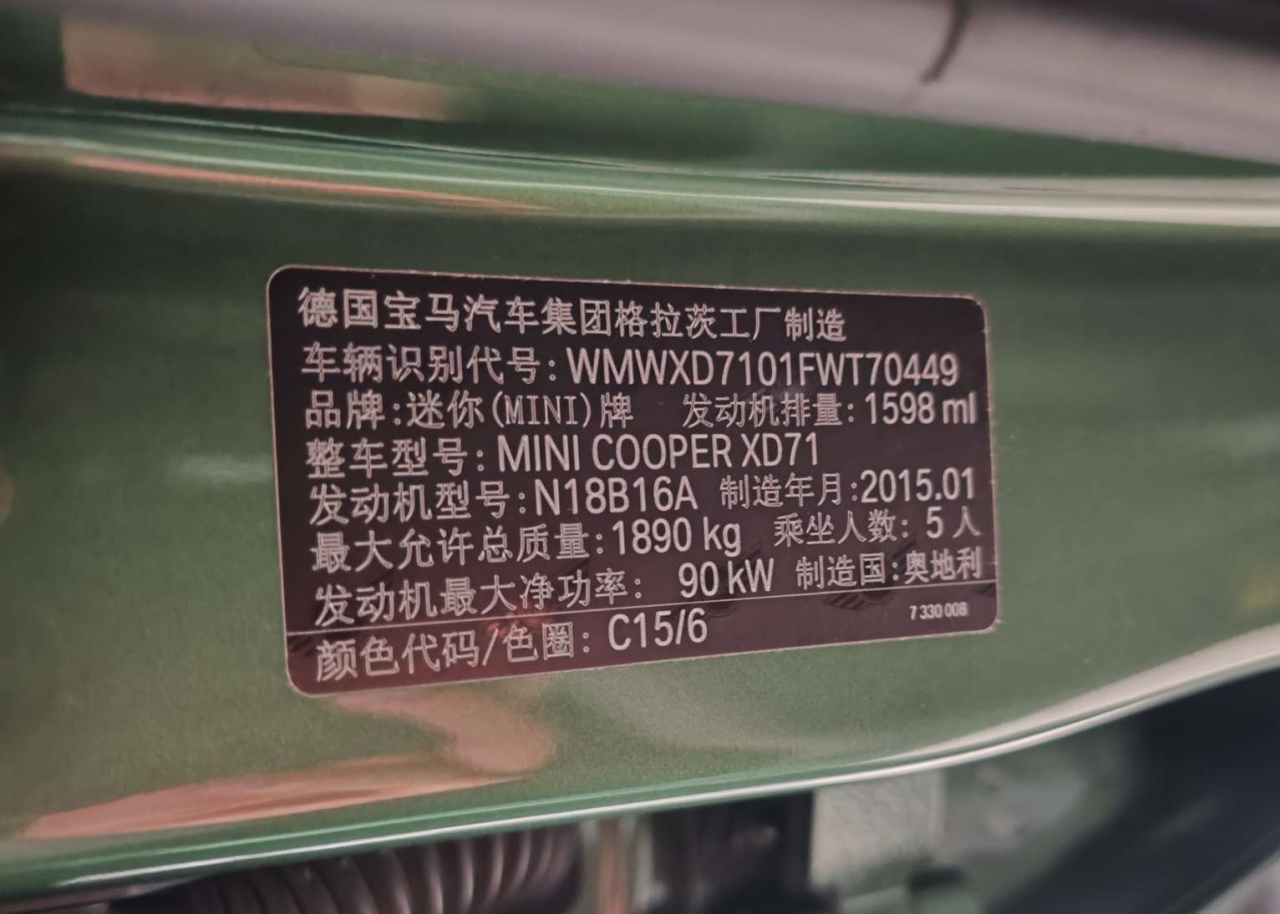 德国宝马汽车集团格拉茨工厂制造
车辆识别代号:WMWXD7101FWT70449
品牌:迷你(MINI)牌 发动机排量:1598 ml
整车型号:MINI COOPER XD71
发动机型号:N18B16A 制造年月:2015.01
最大允许总质量:1890 kg 乘坐人数: 5 人
发动机最大净功率: 90 kW 制造国:奥地利
7 330 008
颜色代码/色圈: C15/6